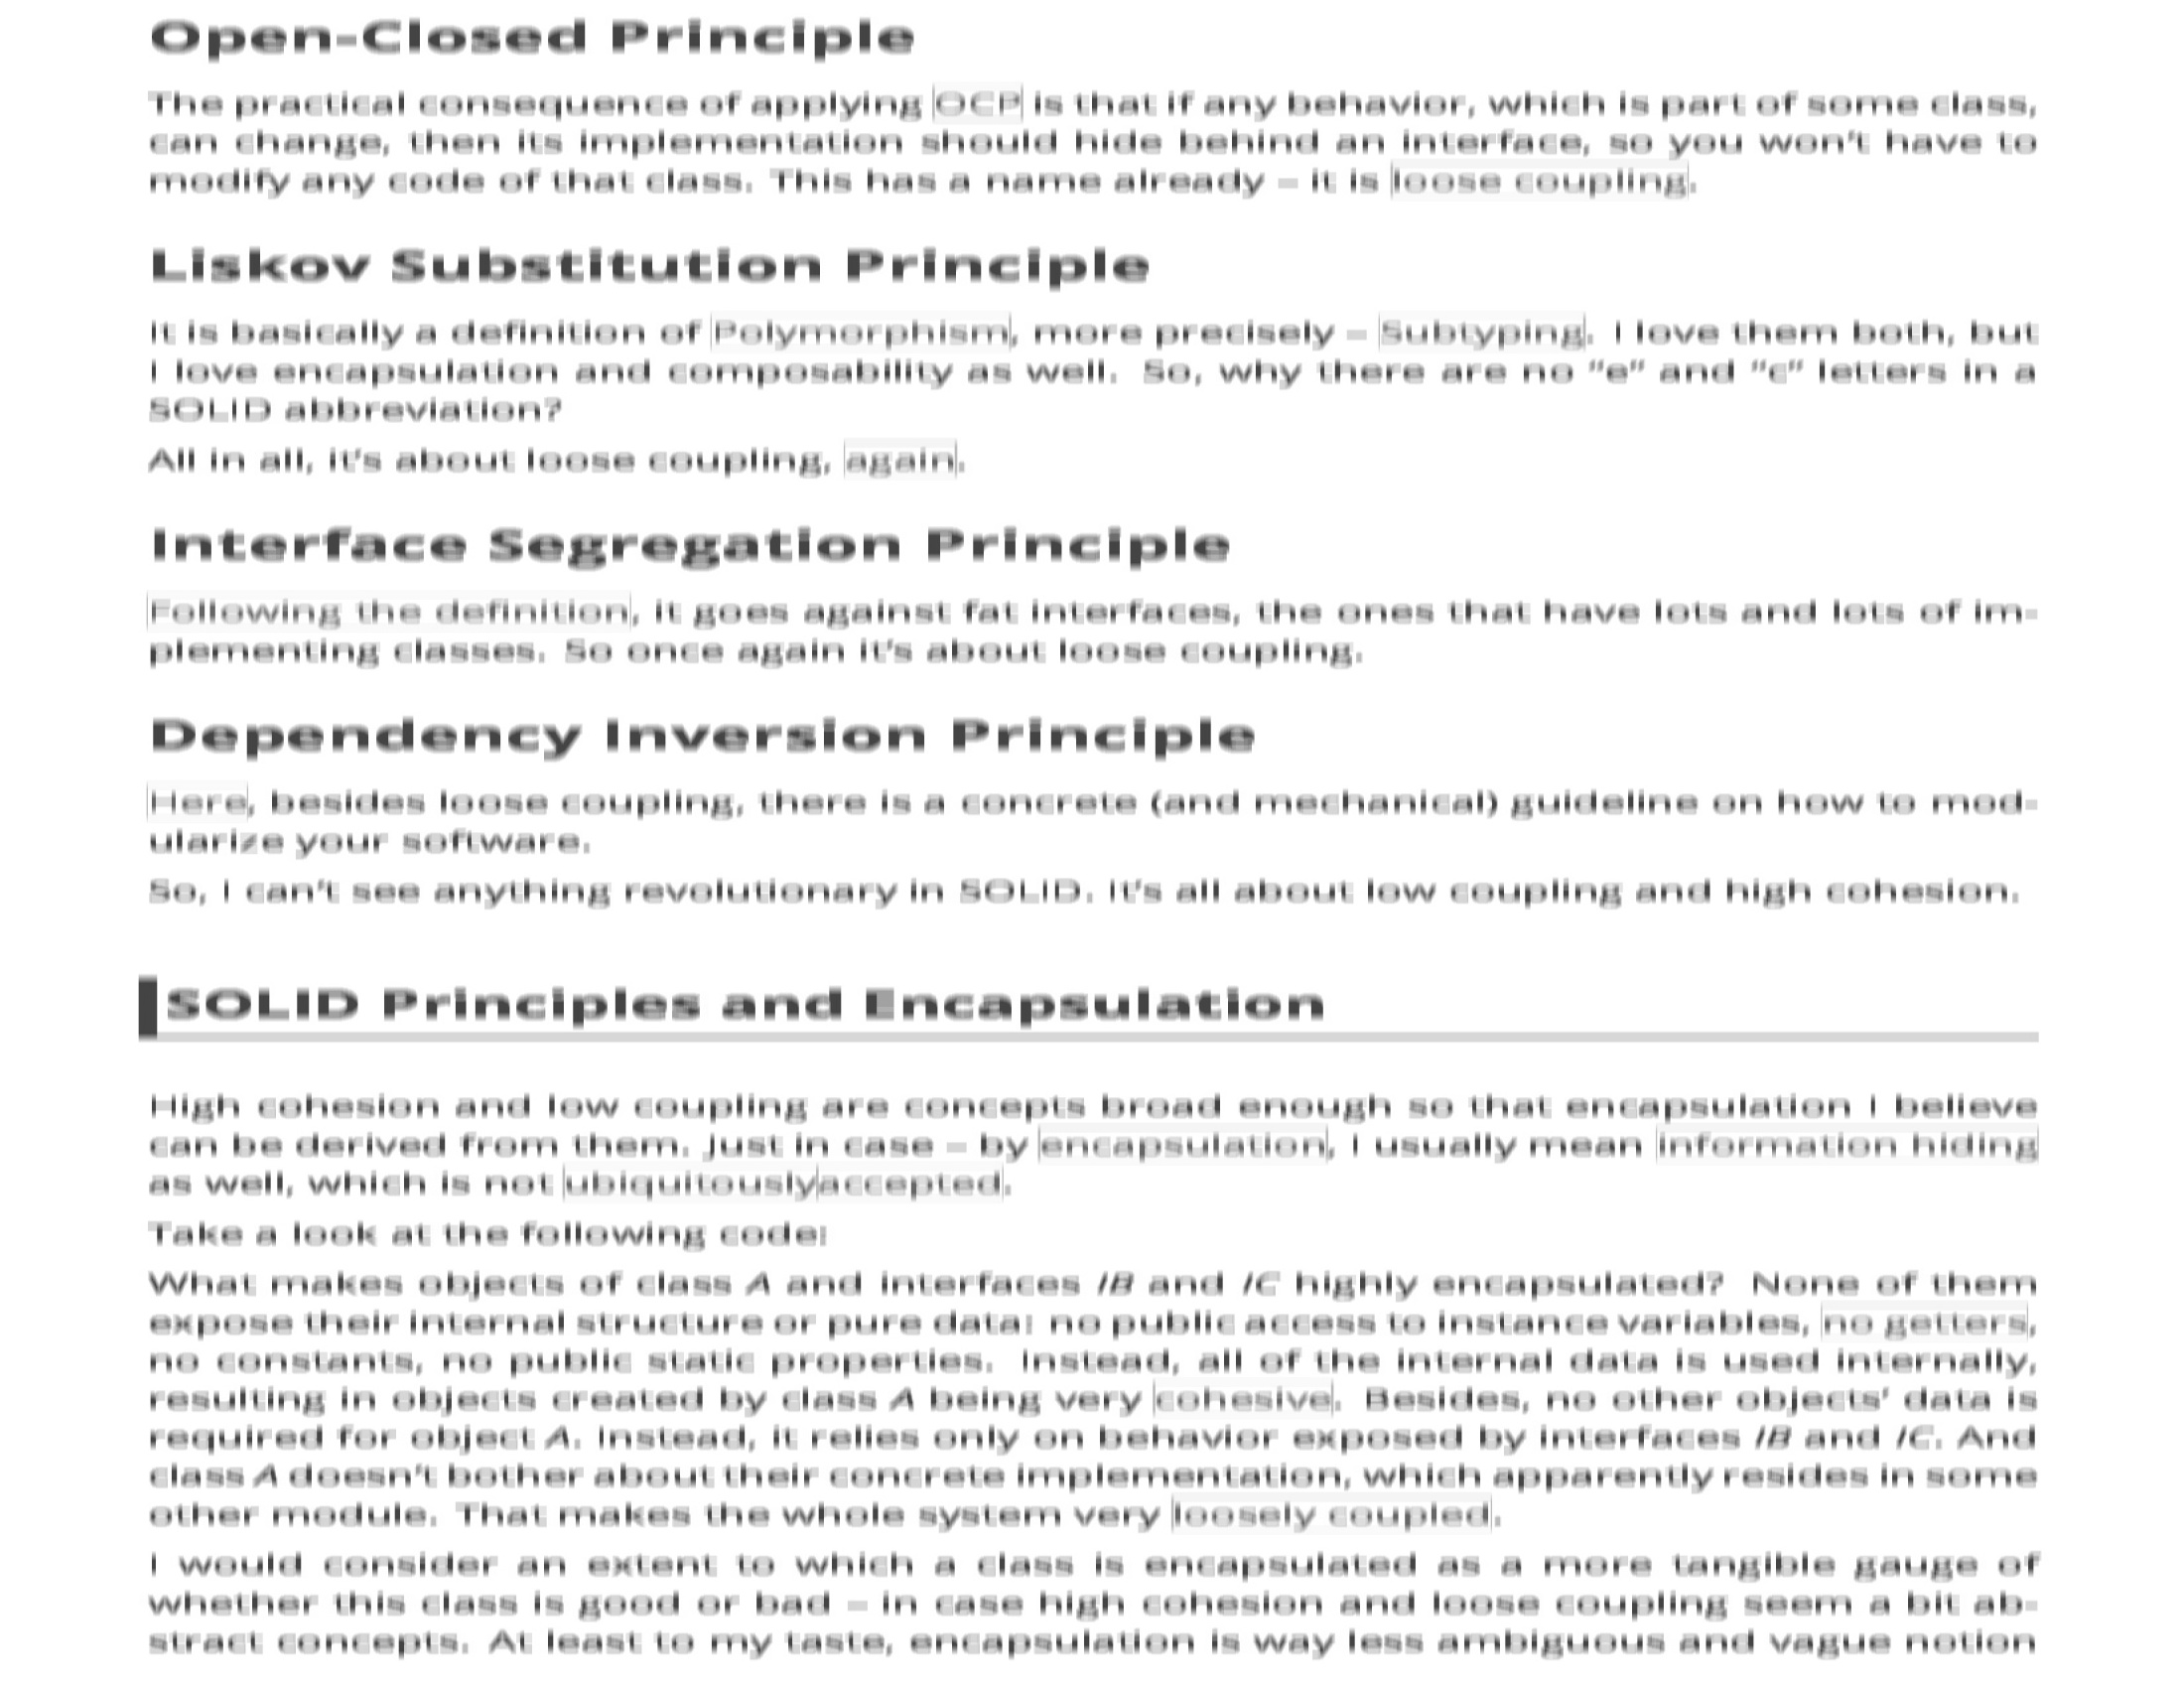 Open-Closed Principle
The practical consequence of applying OCP is that if any behavior, which is part of some class,
can change, then its implementation should hide behind an interface, so you won't have to
modify any code of that class. This has a name already – it is loose coupling.
Liskov Substitution Principle
It is basically a definition of Polymorphism, more precisely – Subtyping. I love them both, but
I love encapsulation and composability as well. So, why there are no “e” and “c” letters in a
SOLID abbreviation?
All in all, it's about loose coupling, again.
Interface Segregation Principle
Following the definition, it goes against fat interfaces, the ones that have lots and lots of im-
plementing classes. So once again it's about loose coupling.
Dependency Inversion Principle
Here, besides loose coupling, there is a concrete (and mechanical) guideline on how to mod-
ularize your software.
So, I can't see anything revolutionary in SOLID. It's all about low coupling and high cohesion.
SOLID Principles and Encapsulation
High cohesion and low coupling are concepts broad enough so that encapsulation I believe
can be derived from them. Just in case – by encapsulation, I usually mean information hiding
as well, which is not ubiquitouslyaccepted.
Take a look at the following code:
What makes objects of class A and interfaces IB and IC highly encapsulated? None of them
expose their internal structure or pure data: no public access to instance variables, no getters,
no constants, no public static properties. Instead, all of the internal data is used internally,
resulting in objects created by class A being very cohesive. Besides, no other objects' data is
required for object A. Instead, it relies only on behavior exposed by interfaces IB and IC. And
class A doesn't bother about their concrete implementation, which apparently resides in some
other module. That makes the whole system very loosely coupled.
I would consider an extent to which a class is encapsulated as a more tangible gauge of
whether this class is good or bad – in case high cohesion and loose coupling seem a bit ab-
stract concepts. At least to my taste, encapsulation is way less ambiguous and vague notion